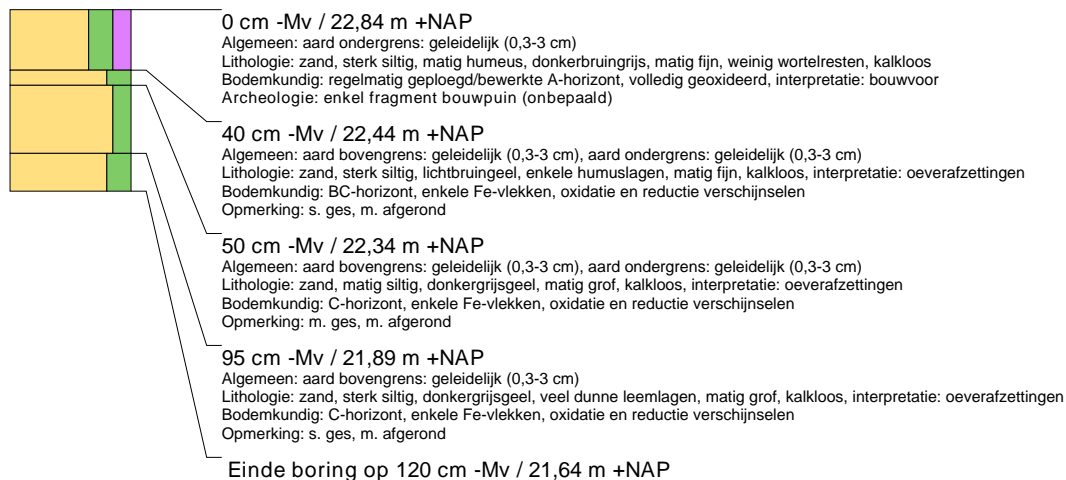 0 cm -Mv / 22,84 m +NAP
Algemeen: aard ondergrens: geleidelijk (0,3-3 cm)
Lithologie: zand, sterk siltig, matig humeus, donkerbruingrijs, matig fijn, weinig wortelresten, kalkloos
Bodemkundig: regelmatig geploegd/bewerkte A-horizont, volledig geoxideerd, interpretatie: bouwvoor
Archeologie: enkel fragment bouwpuin (onbepaald)
40 cm -Mv / 22,44 m +NAP
Algemeen: aard bovengrens: geleidelijk (0,3-3 cm), aard ondergrens: geleidelijk (0,3-3 cm)
Lithologie: zand, sterk siltig, lichtbruingeel, enkele humuslagen, matig fijn, kalkloos, interpretatie: oeverafzettingen
Bodemkundig: BC-horizont, enkele Fe-vlekken, oxidatie en reductie verschijnselen
Opmerking: s. ges, m. afgerond
50 cm -Mv / 22,34 m +NAP
Algemeen: aard bovengrens: geleidelijk (0,3-3 cm), aard ondergrens: geleidelijk (0,3-3 cm)
Lithologie: zand, matig siltig, donkergrijsgeel, matig grof, kalkloos, interpretatie: oeverafzettingen
Bodemkundig: C-horizont, enkele Fe-vlekken, oxidatie en reductie verschijnselen
Opmerking: m. ges, m. afgerond
95 cm -Mv / 21,89 m +NAP
Algemeen: aard bovengrens: geleidelijk (0,3-3 cm)
Lithologie: zand, sterk siltig, donkergrijsgeel, veel dunne leemlagen, matig grof, kalkloos, interpretatie: oeverafzettingen
Bodemkundig: C-horizont, enkele Fe-vlekken, oxidatie en reductie verschijnselen
Opmerking: s. ges, m. afgerond
Einde boring op 120 cm -Mv / 21,64 m +NAP